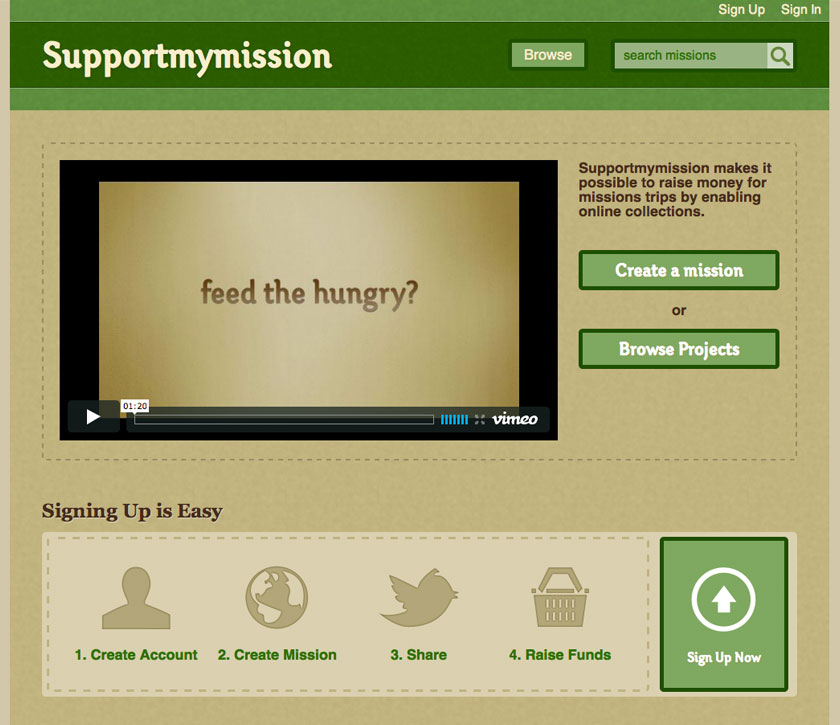 Sign Up Sign In
Supportmymission
Browse
search missions
Supportmymission makes it
possible to raise money for
missions trips by enabling
online collections.
feed the hungry?
Create a mission
or
Browse Projects
01:20
vimeo
Signing Up is Easy
1. Create Account 2. Create Mission 3. Share 4. Raise Funds
Sign Up Now